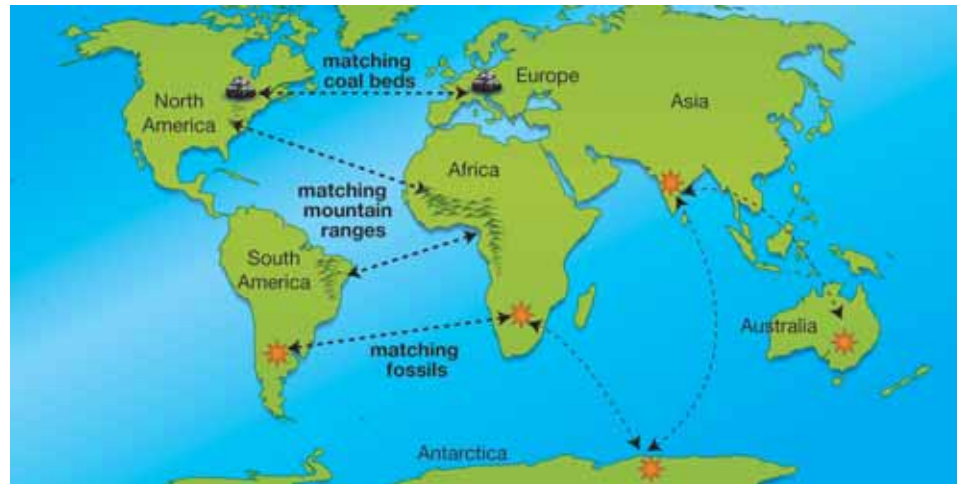 matching
coal beds
Europe
North
America
Asia
Africa
matching
mountain
ranges
South
America
Australia
matching
fossils
Antarctica